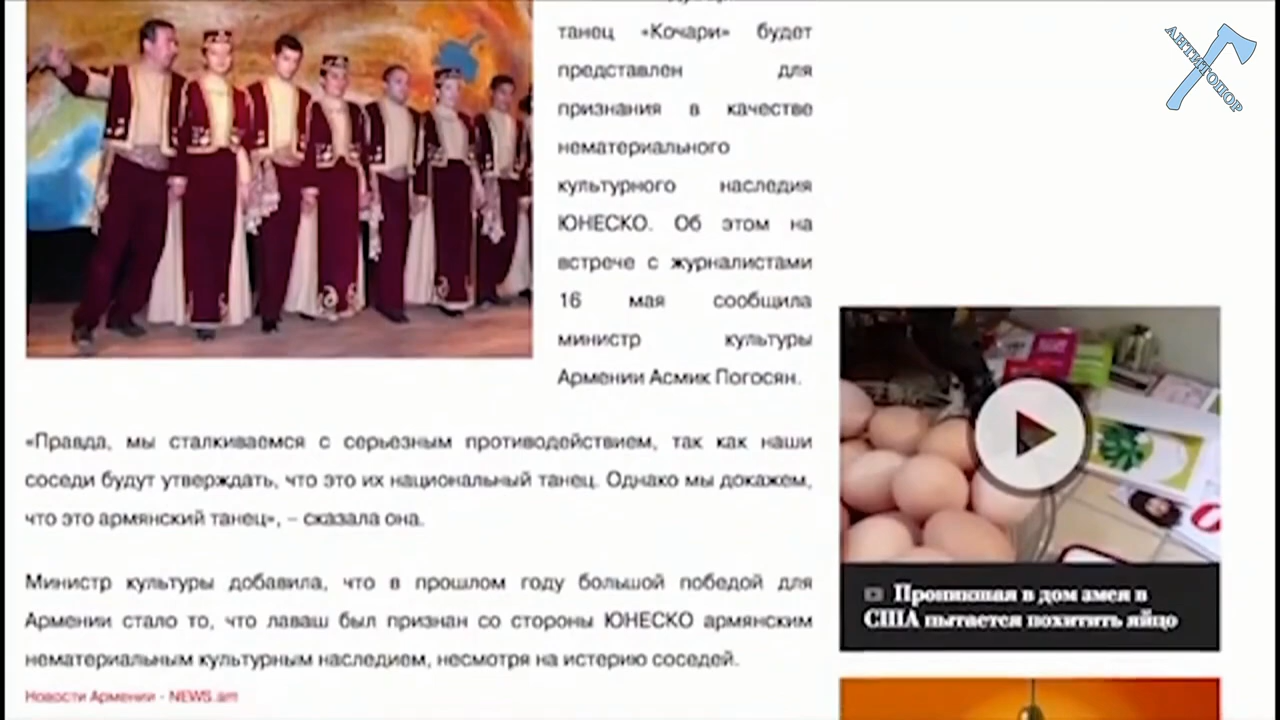 танец «Кочари» будет
представлен для
признания в качестве
нематериального
культурного наследия
ЮНЕСКО. Об этом на
встрече с журналистами
16 мая сообщила
министр культуры
Армении Асмик Погосян.
«Правда, мы сталкиваемся с серьезным противодействием, так как наши
соседи будут утверждать, что это их национальный танец. Однако мы докажем,
что это армянский танец», – сказала она.
Министр культуры добавила, что в прошлом году большой победой для
Армении стало то, что лаваш был признан со стороны ЮНЕСКО армянским
нематериальным культурным наследием, несмотря на истерию соседей.
Новости Армении - NEWS.am
АНТИТОПОР
Проникшая в дом змея в
США пытается похитить яйцо